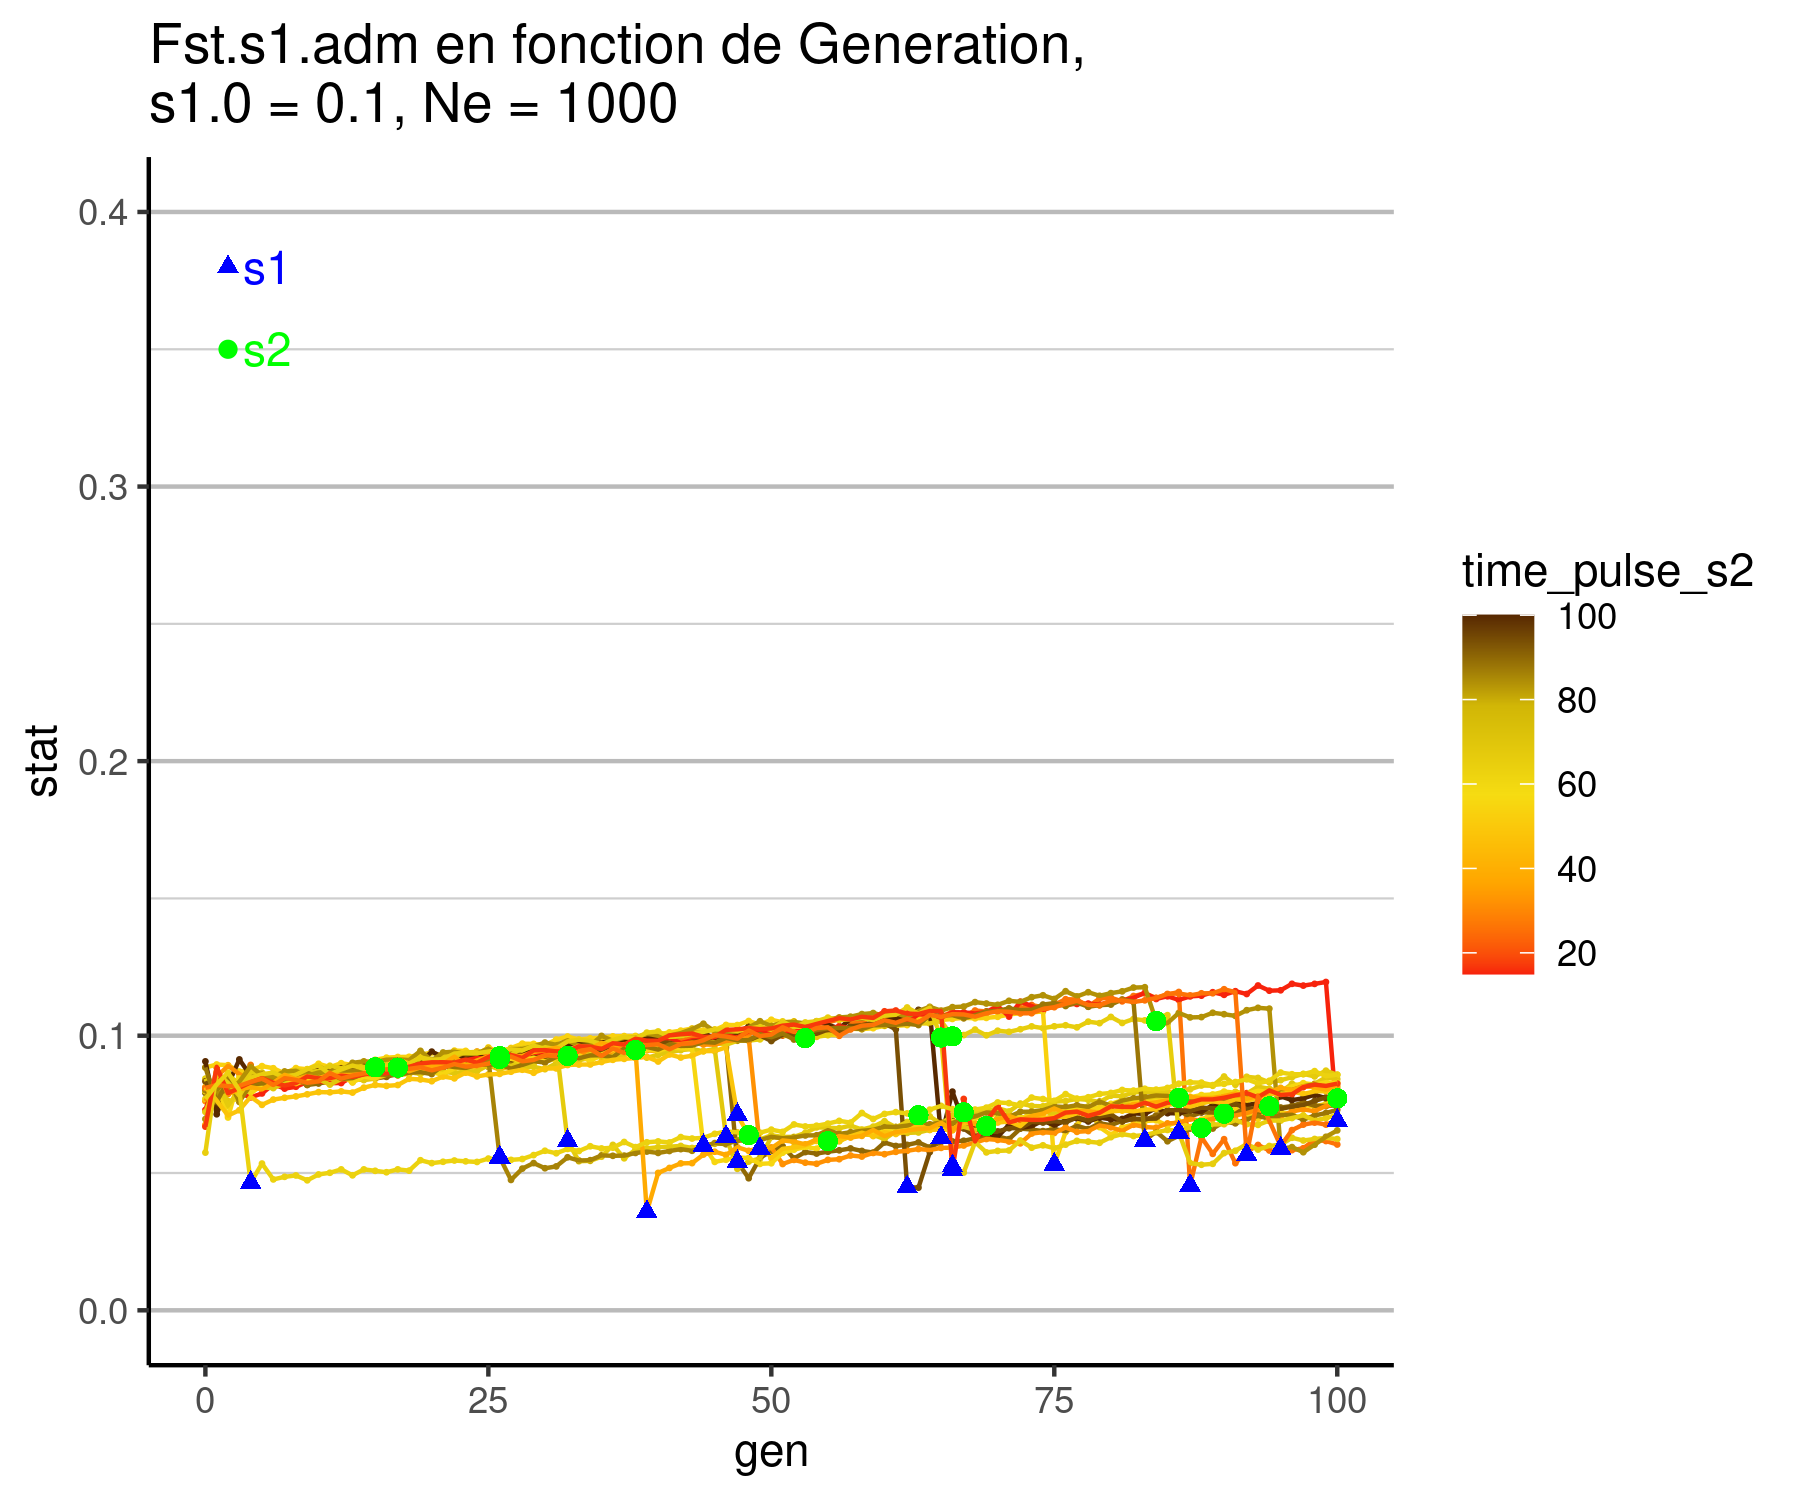 Fst.s1.adm en fonction de Generation,
s1.0 = 0.1, Ne = 1000
0.4
s1
s2
0.3
0.2
0.1
0.0
stat
0 25 50 75 100
gen
time_pulse_s2
100
80
60
40
20